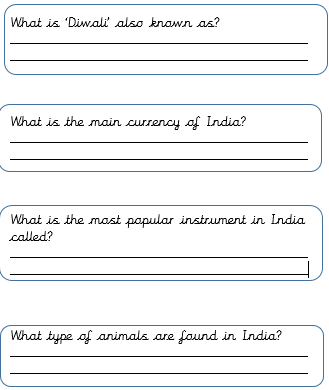 What is ‘Diwali’ also known as?
What is the main currency of India?
What is the most popular instrument in India
called?
What type of animals are found in India?